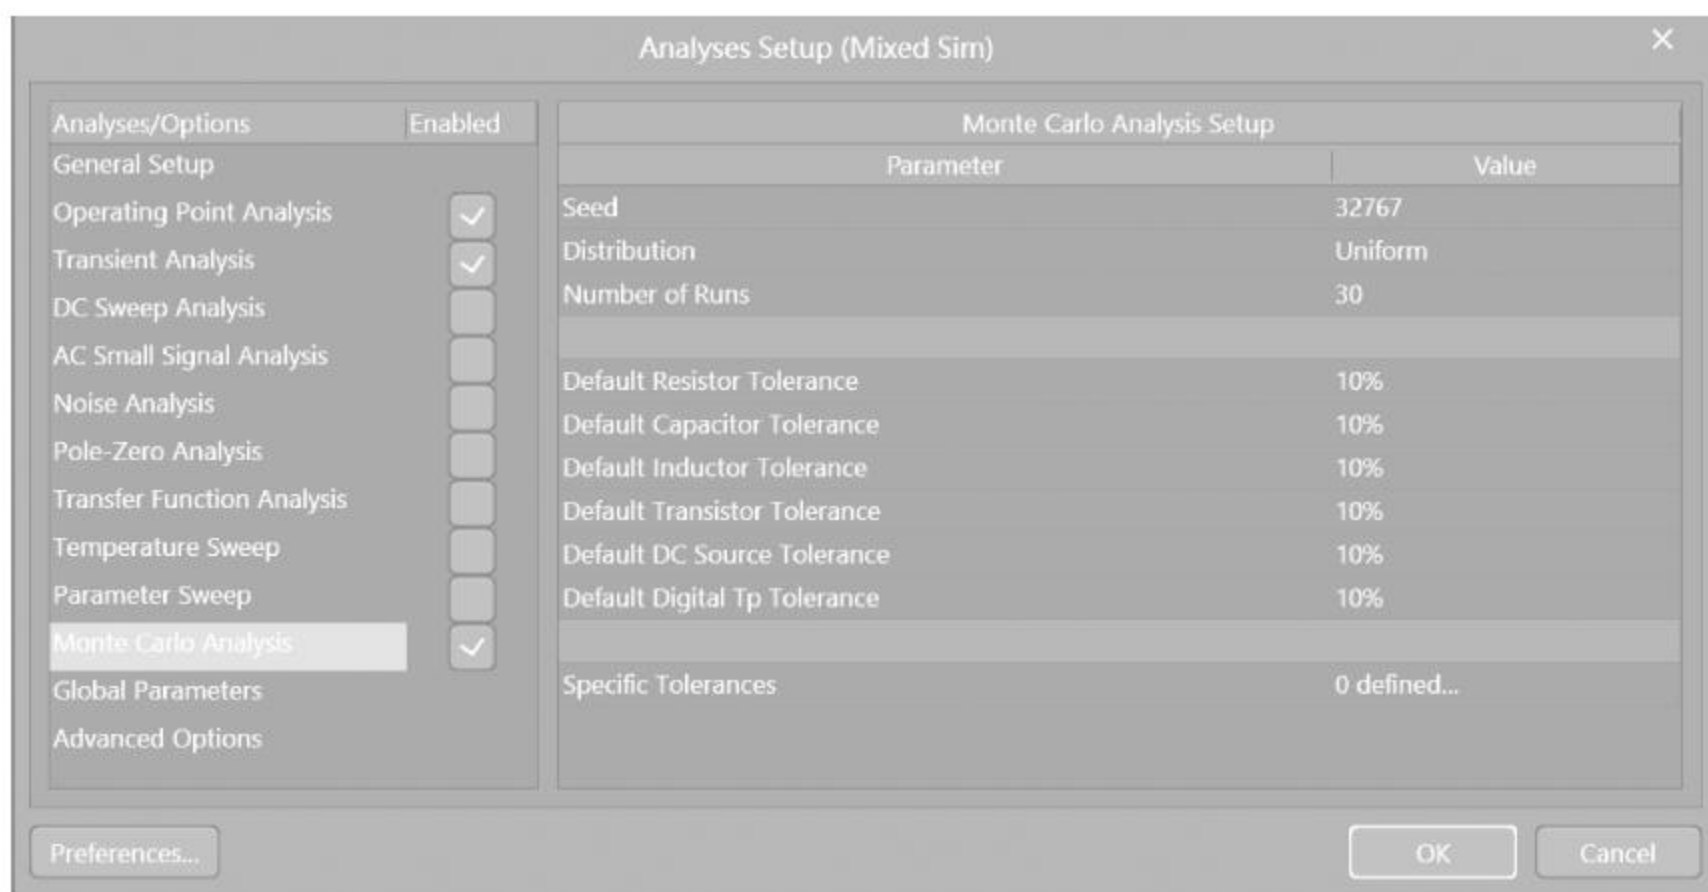 Analyses Setup (Mixed Sim)
Analyses/Options Enabled
General Setup
Operating Point Analysis
Transient Analysis
DC Sweep Analysis
AC Small Signal Analysis
Noise Analysis
Pole-Zero Analysis
Transfer Function Analysis
Temperature Sweep
Parameter Sweep
Monte Carlo Analysis
Global Parameters
Advanced Options
Monte Carlo Analysis Setup
Parameter Value
Seed 32767
Distribution Uniform
Number of Runs 30
Default Resistor Tolerance 10%
Default Capacitor Tolerance 10%
Default Inductor Tolerance 10%
Default Transistor Tolerance 10%
Default DC Source Tolerance 10%
Default Digital Tp Tolerance 10%
Specific Tolerances 0 defined...
Preferences... OK Cancel